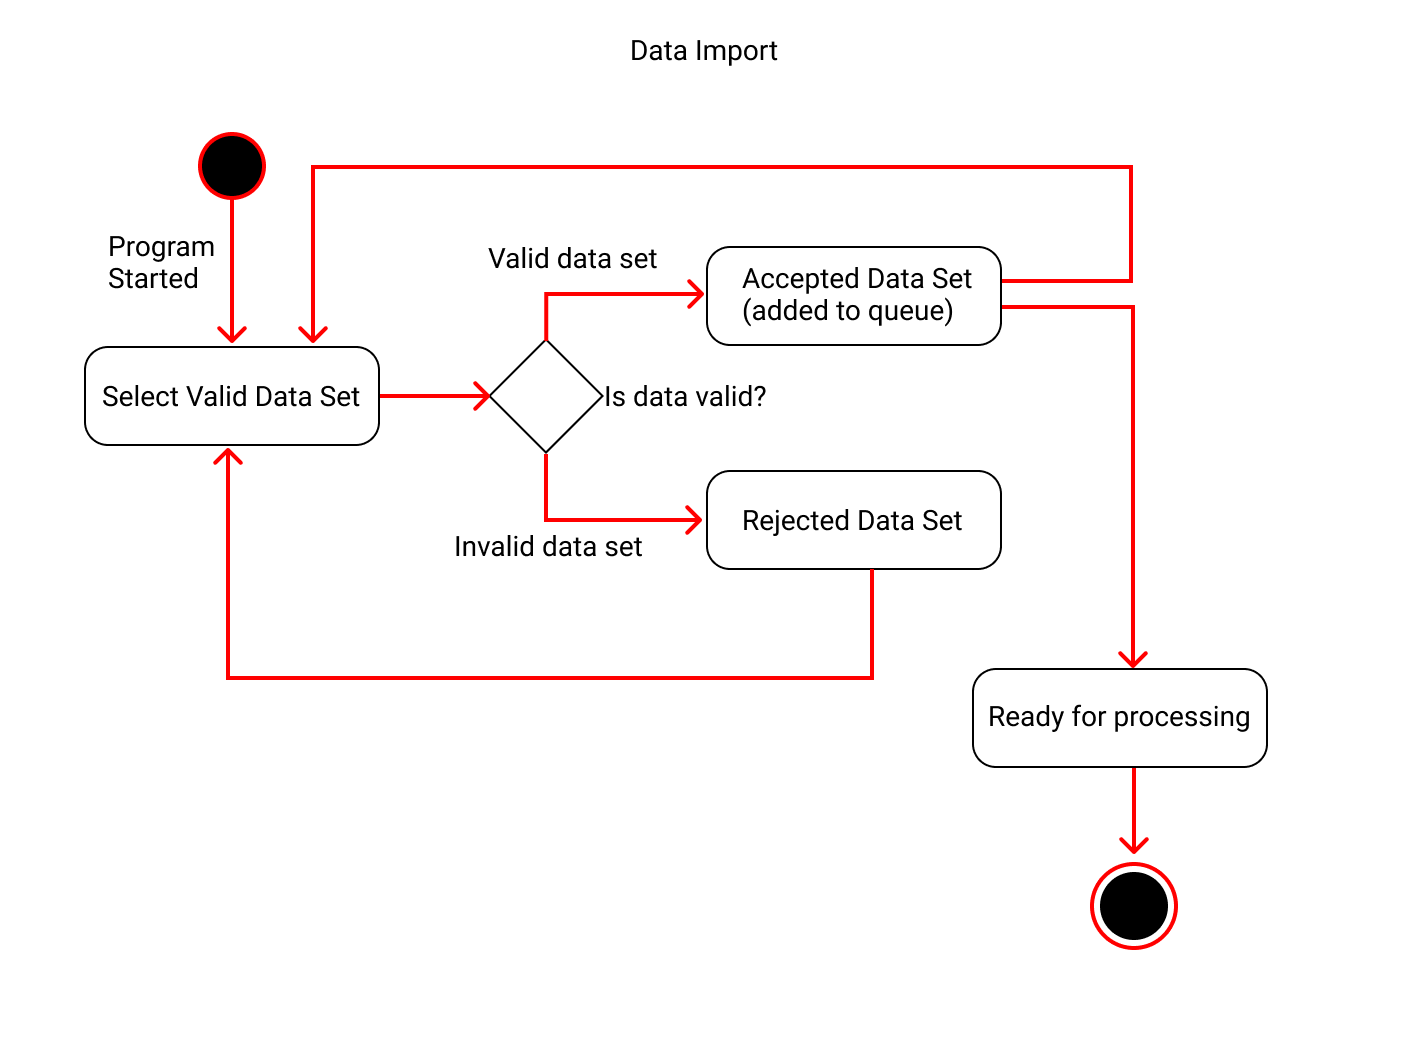 Data Import
Program
Started
Valid data set
Accepted Data Set
(added to queue)
Select Valid Data Set
Is data valid?
Rejected Data Set
Invalid data set
Ready for processing